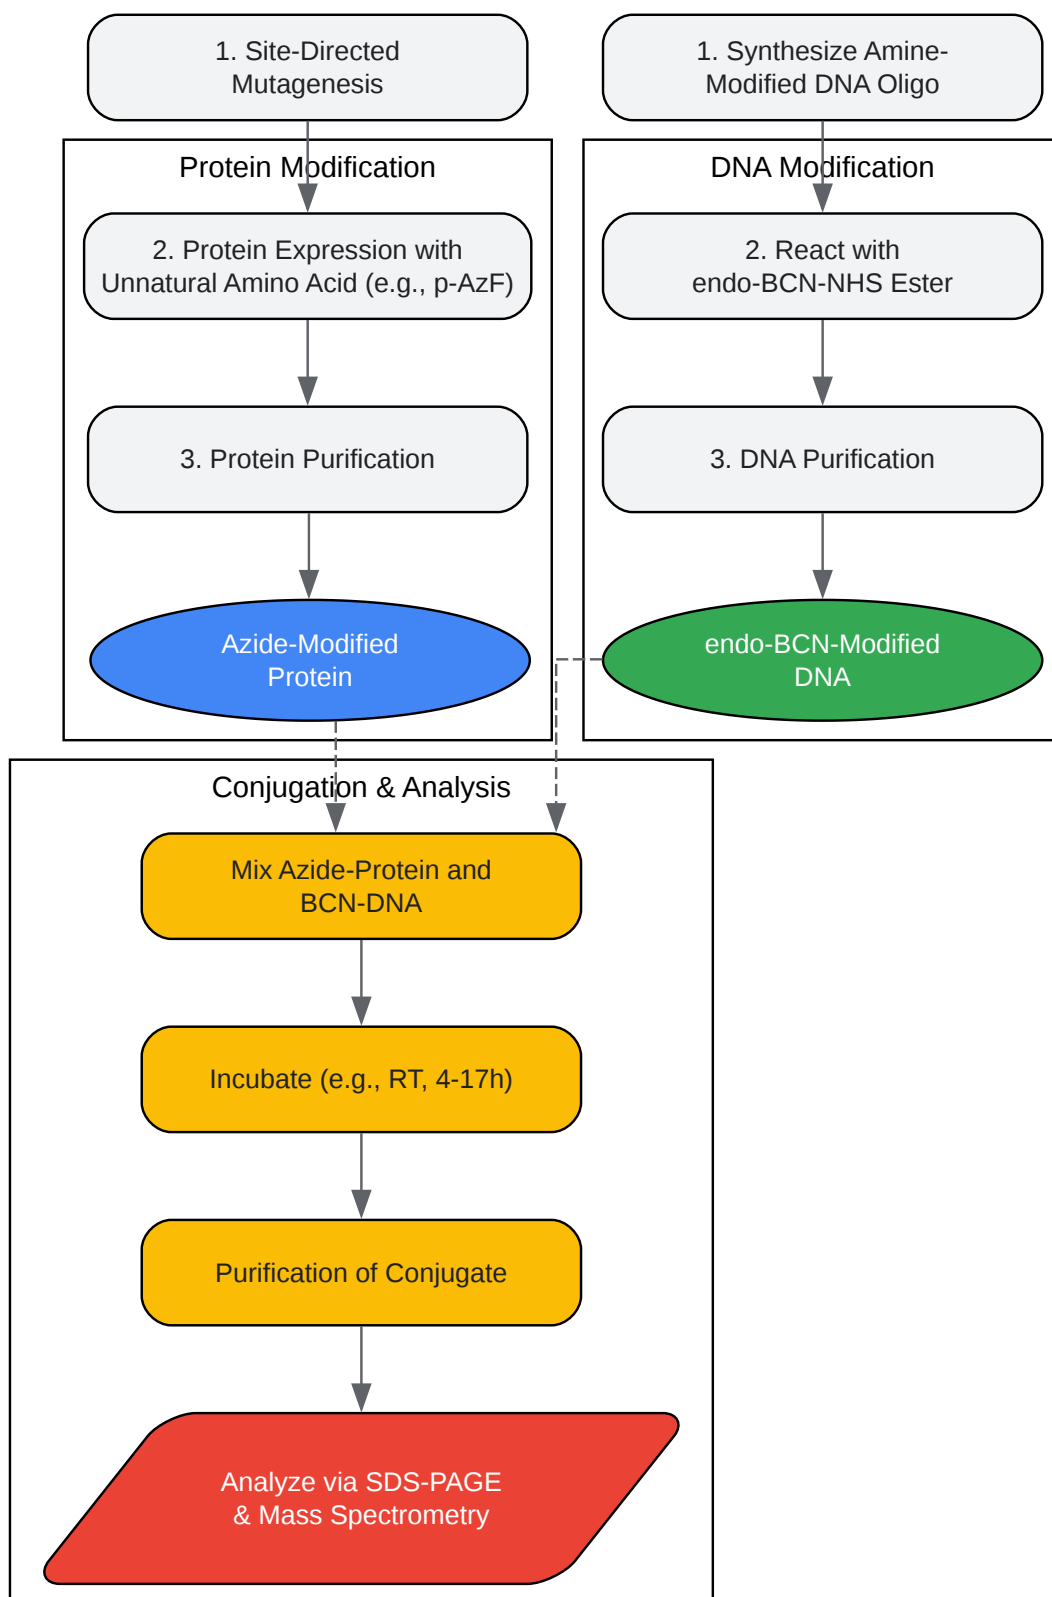 1. Site-Directed
Mutagenesis
1. Synthesize Amine-
Modified DNA Oligo
Protein Modification
DNA Modification
2. Protein Expression with
Unnatural Amino Acid (e.g., p-AzF)
2. React with
endo-BCN-NHS Ester
3. Protein Purification
3. DNA Purification
Azide-Modified
Protein
endo-BCN-Modified
DNA
Conjugation & Analysis
Mix Azide-Protein and
BCN-DNA
Incubate (e.g., RT, 4-17h)
Purification of Conjugate
Analyze via SDS-PAGE
& Mass Spectrometry